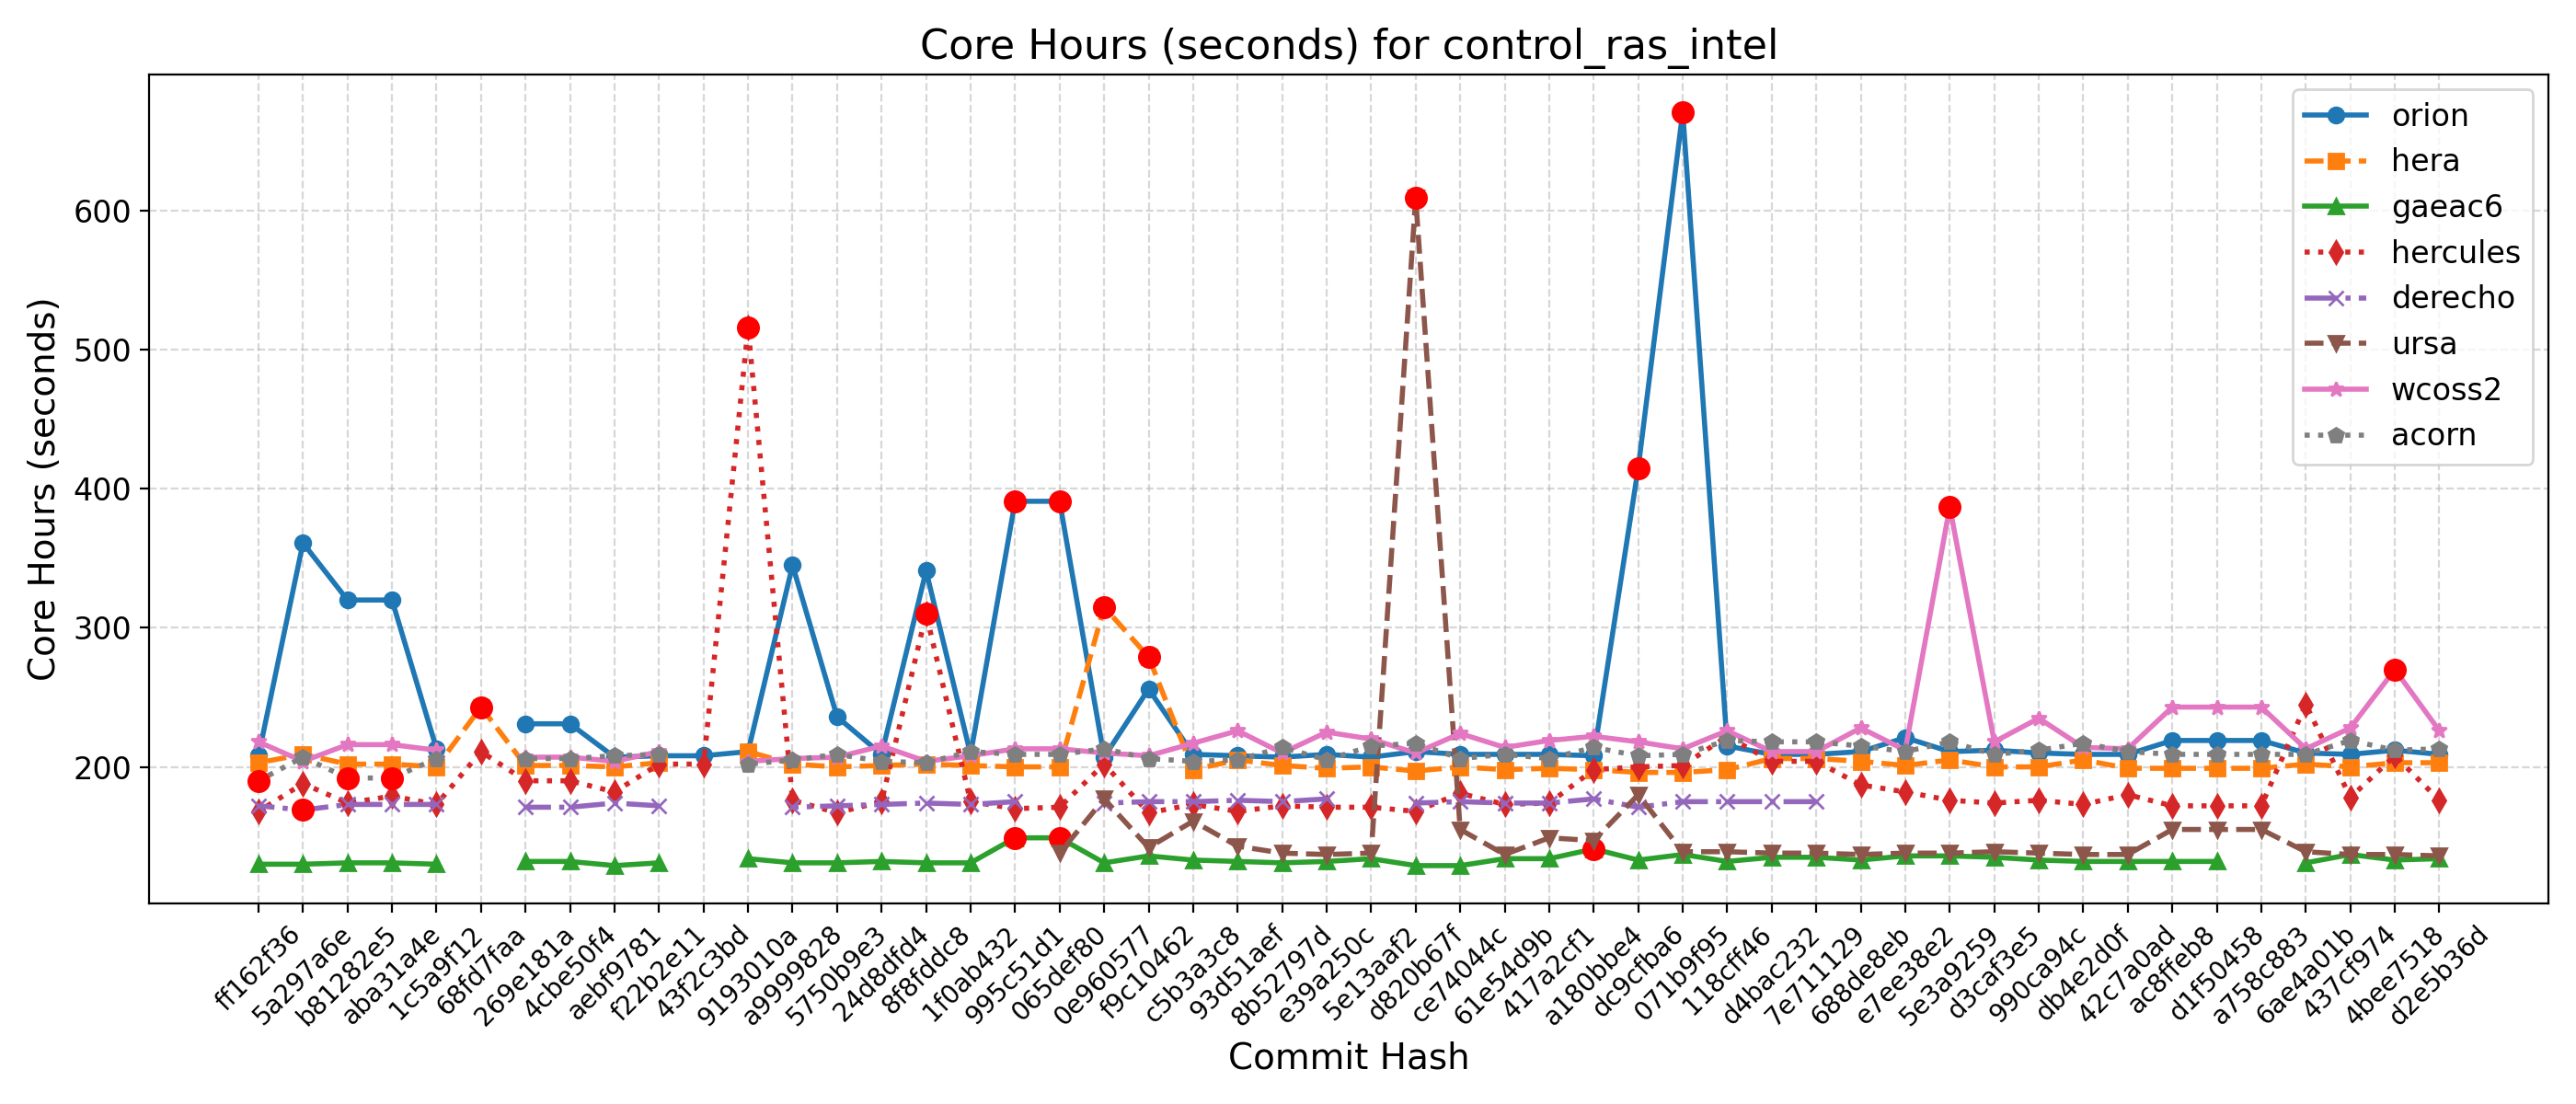 Core Hours (seconds) for control_ras_intel
Core Hours (seconds)
600
500
400
300
200
orion
hera
gaeac6
hercules
derecho
ursa
wcoss2
acorn
ff162f36
5a297a6e
b81282e5
aba31a4e
1c5a9f12
68fd7faa
269e181a
4cbe50f4
aebf9781
f22b2e11
43f2c3bd
9193010a
a9999828
5750b9e3
24d8dfd4
8f8fddc8
1f0ab432
995c51d1
065def80
0e960577
f9c10462
c5b3a3c8
93d51aef
8b52797d
e39a250c
5e13aaf2
d820b67f
ce74044c
61e54d9b
417a2cf1
a180bbe4
dc9cfba6
071b9f95
118cff46
d4bac232
7e711129
688de8eb
e7ee38e2
5e3a9259
d3caf3e5
990ca94c
db4e2d0f
42c7a0ad
ac8ffeb8
d1f50458
a758c883
6ae4a01b
437cf974
4bee7518
d2e5b36d
Commit Hash